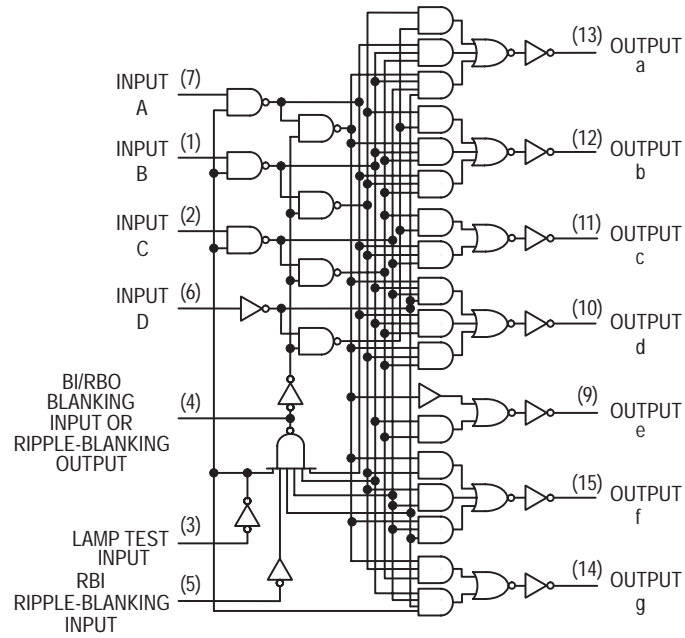 INPUT (7)
A
INPUT (1)
B
INPUT (2)
C
INPUT (6)
D
BI/RBO
BLANKING (4)
INPUT OR
RIPPLE-BLANKING
OUTPUT
(3)
LAMP TEST
INPUT
RBI (5)
RIPPLE-BLANKING
INPUT
(13) OUTPUT
a
(12) OUTPUT
b
(11) OUTPUT
c
(10) OUTPUT
d
(9) OUTPUT
e
(15) OUTPUT
f
(14) OUTPUT
g